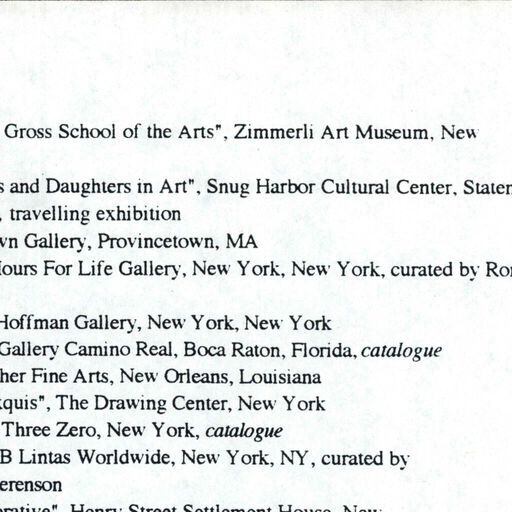 Gross School of the Arts", Zimmerli Art Museum, New
s and Daughters in Art", Snug Harbor Cultural Center, Staten
, travelling exhibition
wn Gallery, Provincetown, MA
Hours For Life Gallery, New York, New York, curated by Ron
Hoffman Gallery, New York, New York
Gallery Camino Real, Boca Raton, Florida, catalogue
her Fine Arts, New Orleans, Louisiana
quis", The Drawing Center, New York
Three Zero, New York, catalogue
B Lintas Worldwide, New York, NY, curated by
erenson
orative", Henry Street Settlement House, New